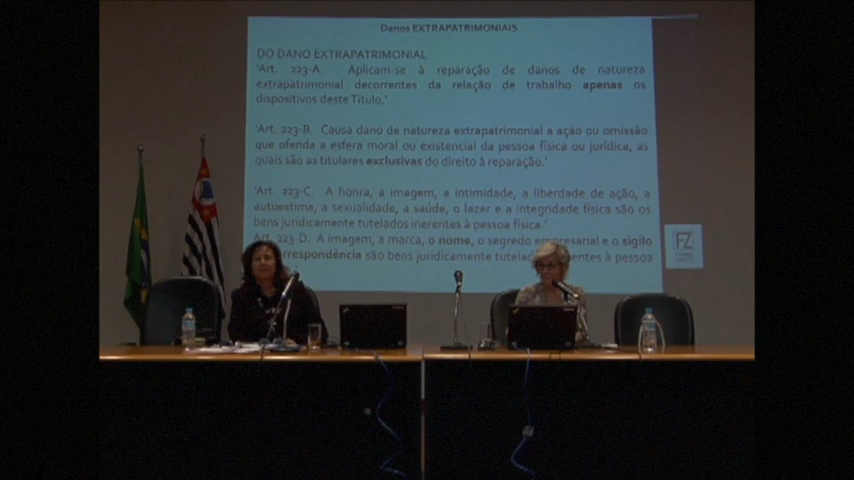 Danos EXTRAPATRIMONIAIS
DO DANO EXTRAPATRIMONIAL
'Art. 223-A. Aplicam-se à reparação de danos de natureza
extrapatrimonial decorrentes da relação de trabalho apenas os
dispositivos deste Título.'
'Art. 223-B. Causa dano de natureza extrapatrimonial a ação ou omissão
que ofenda a esfera moral ou existencial da pessoa física ou jurídica, as
quais são as titulares exclusivas do direito à reparação.'
'Art. 223-C. A honra, a imagem, a intimidade, a liberdade de ação, a
autoestima, a sexualidade, a saúde, o lazer e a integridade física são os
bens juridicamente tutelados inerentes à pessoa física.'
'Art. 223-D. A imagem, a marca, o nome, o segredo empresarial e o sigilo
correspondência são bens juridicamente tutelados inerentes à pessoa
FZ